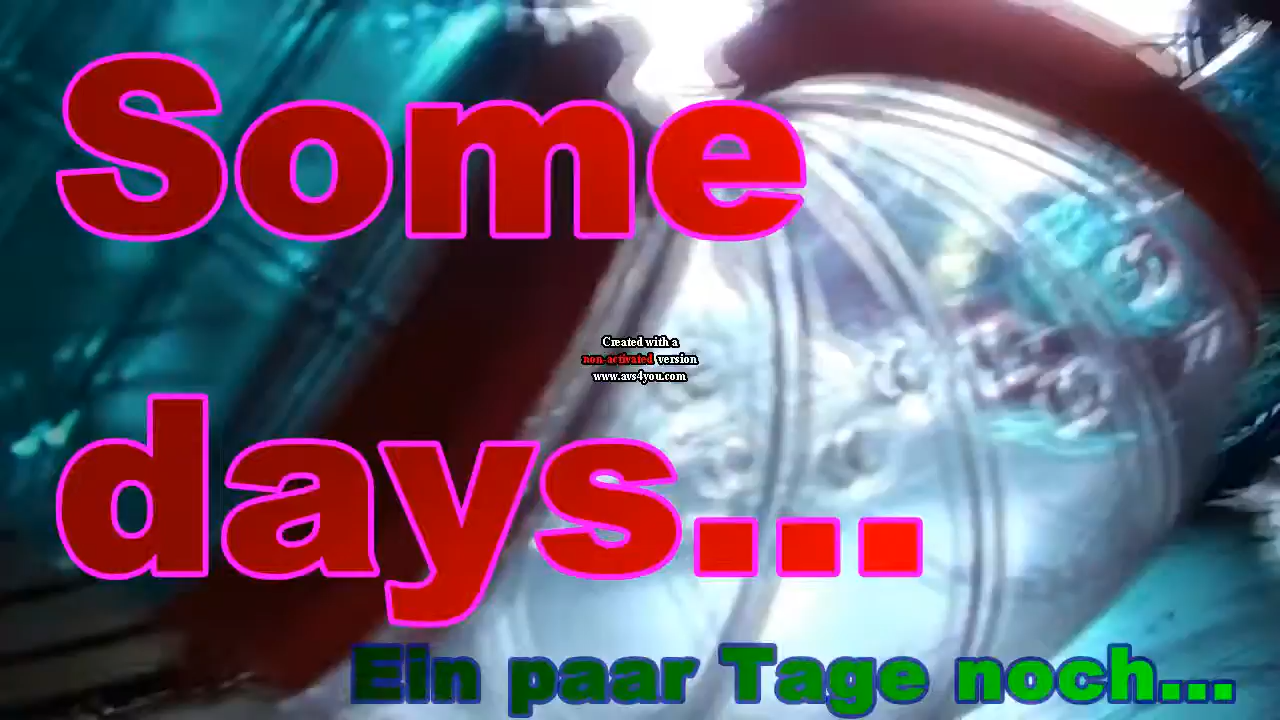 Some
days...
Created with a
non-activated version
www.avs4you.com
Ein paar Tage noch...